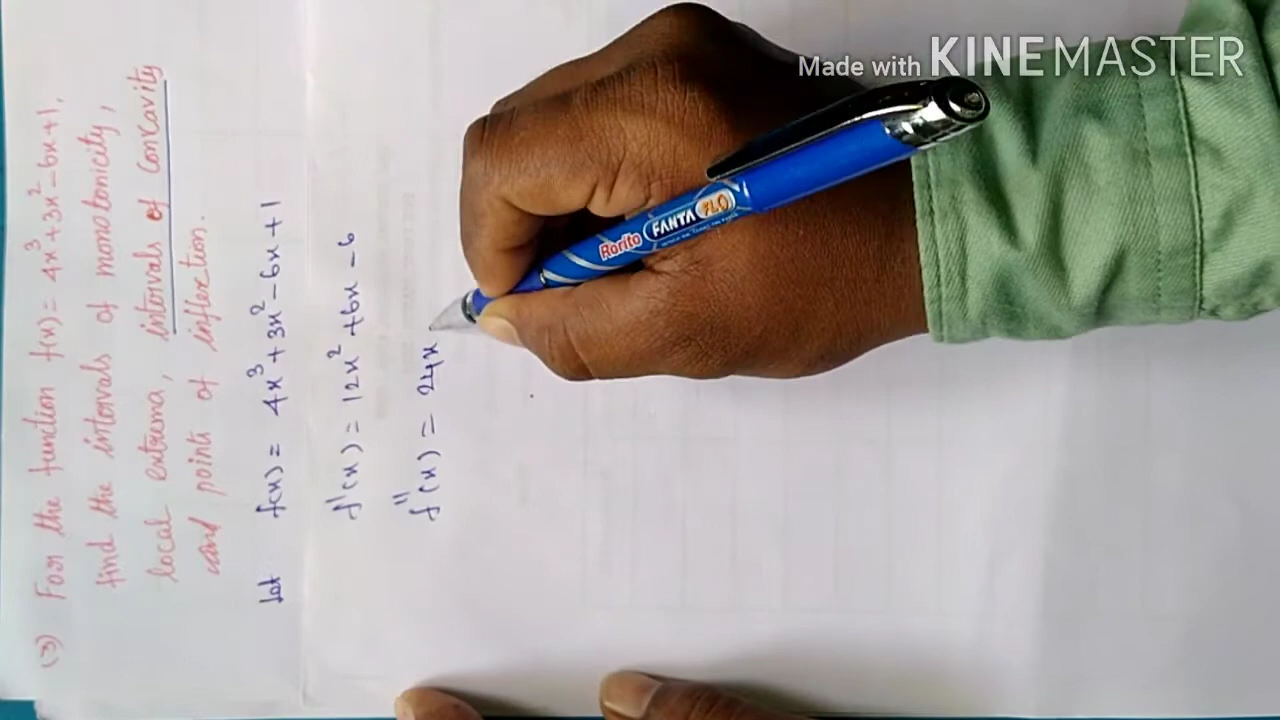 (3) For the function f(x) = 4x³+3x²-6x+1,
find the intervals of monotonicity,
local extrema, intervals of concavity
and points of inflection.
Let f(x) = 4x³+3x²-6x+1
f'(x) = 12x²+6x-6
f''(x) = 24x
Rorito FANTA FLO
Made with KINEMASTER